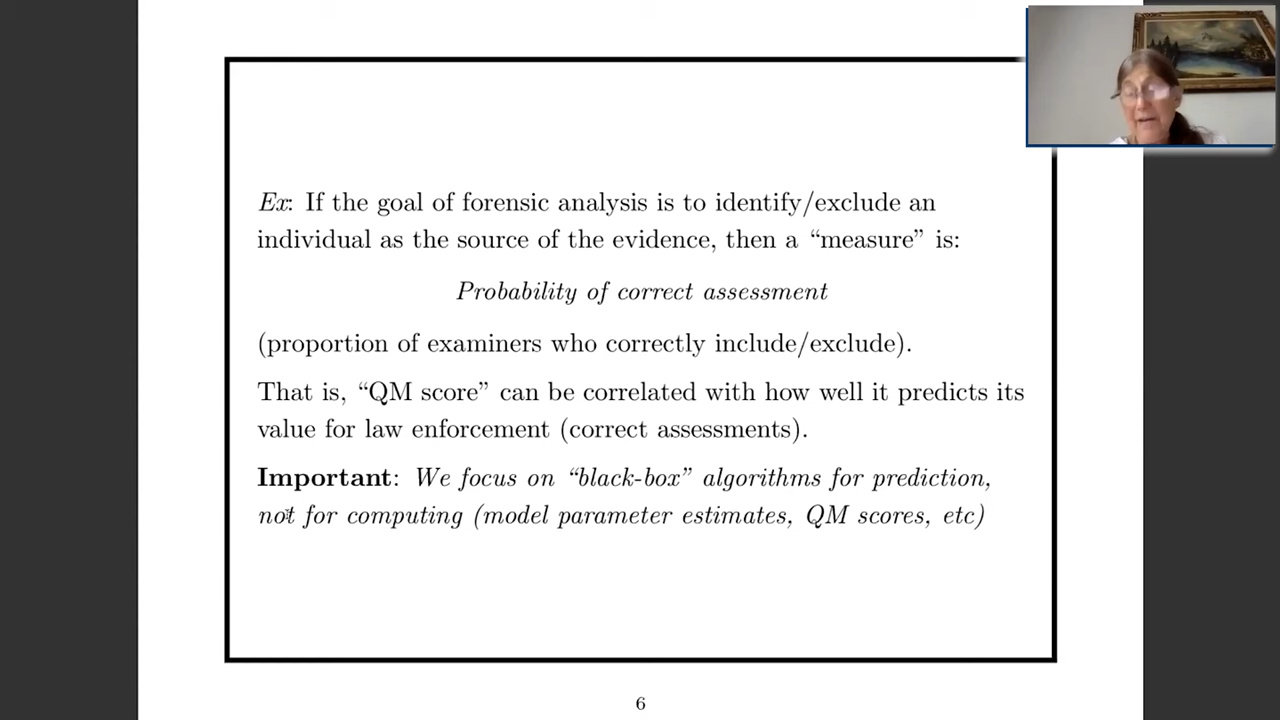 Ex: If the goal of forensic analysis is to identify/exclude an
individual as the source of the evidence, then a “measure” is:
Probability of correct assessment
(proportion of examiners who correctly include/exclude).
That is, “QM score” can be correlated with how well it predicts its
value for law enforcement (correct assessments).
Important: We focus on “black-box” algorithms for prediction,
not for computing (model parameter estimates, QM scores, etc)
6